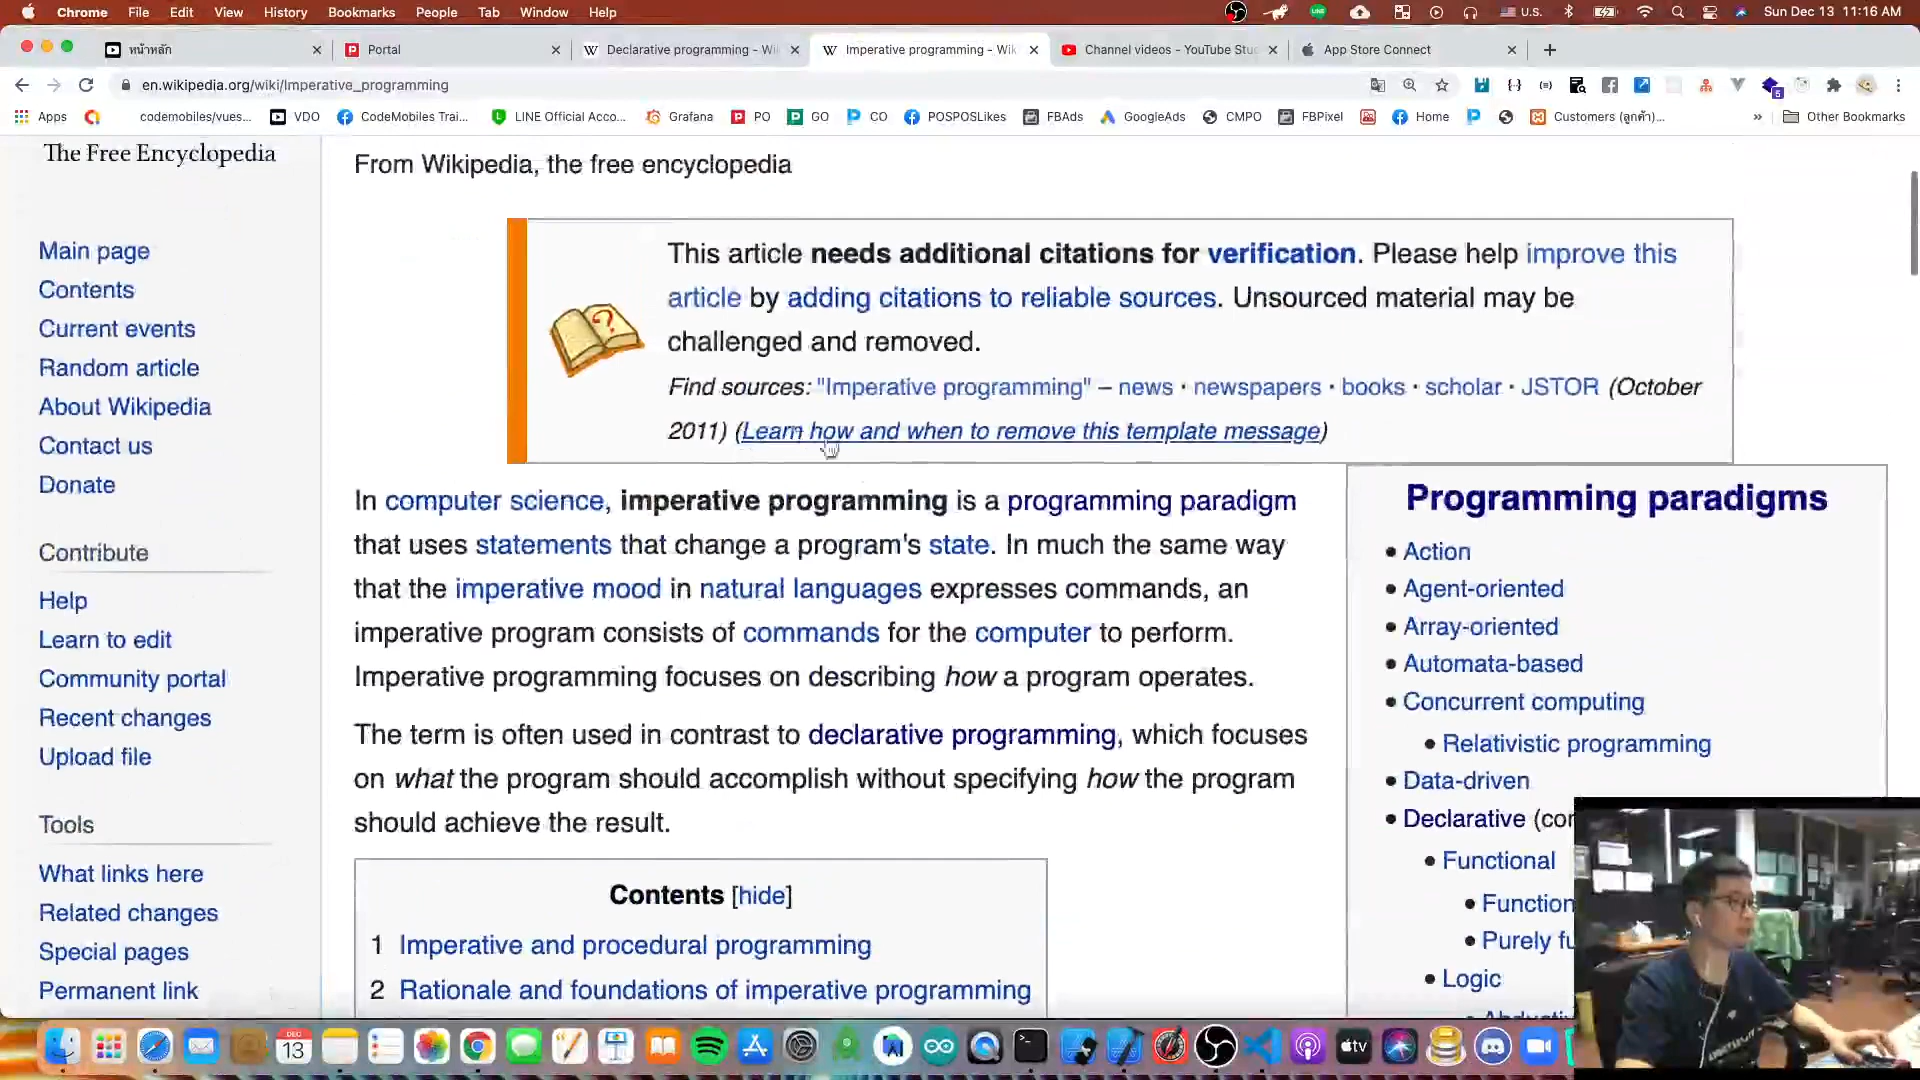 Chrome File Edit View History Bookmarks People Tab Window Help U.S. Sun Dec 13 11:16 AM
หน้าหลัก Portal Declarative programming - Wi Imperative programming - Wik Channel videos - YouTube Stu App Store Connect
en.wikipedia.org/wiki/Imperative_programming
Apps codemobiles/vues... VDO CodeMobiles Trai... LINE Official Acco... Grafana PO GO CO POSPOSLikes FBAds GoogleAds CMPO FBPixel Home Customers (ลูกค้า)... » Other Bookmarks
The Free Encyclopedia
Main page
Contents
Current events
Random article
About Wikipedia
Contact us
Donate
Contribute
Help
Learn to edit
Community portal
Recent changes
Upload file
Tools
What links here
Related changes
Special pages
Permanent link
From Wikipedia, the free encyclopedia
This article needs additional citations for verification. Please help improve this
article by adding citations to reliable sources. Unsourced material may be
challenged and removed.
Find sources: "Imperative programming" – news · newspapers · books · scholar · JSTOR (October
2011) (Learn how and when to remove this template message)
In computer science, imperative programming is a programming paradigm
that uses statements that change a program's state. In much the same way
that the imperative mood in natural languages expresses commands, an
imperative program consists of commands for the computer to perform.
Imperative programming focuses on describing how a program operates.
The term is often used in contrast to declarative programming, which focuses
on what the program should accomplish without specifying how the program
should achieve the result.
Contents [hide]
1 Imperative and procedural programming
2 Rationale and foundations of imperative programming
Programming paradigms
Action
Agent-oriented
Array-oriented
Automata-based
Concurrent computing
Relativistic programming
Data-driven
Declarative (con
Functional
Function
Purely fu
Logic
DEC
13
tv